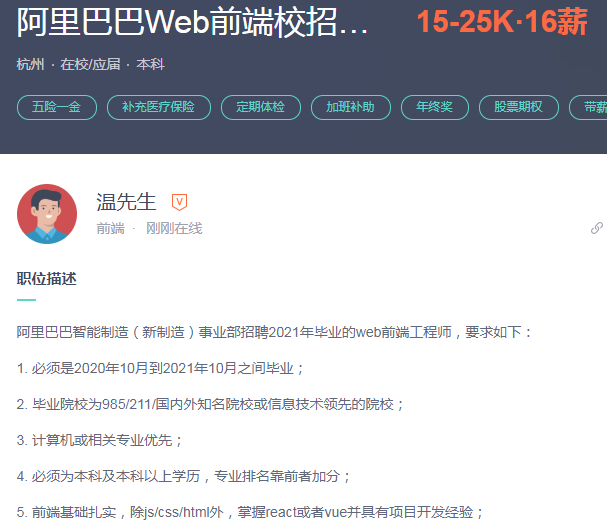 阿里巴巴Web前端校招... 15-25K·16薪
杭州 · 在校/应届 · 本科
五险一金 补充医疗保险 定期体检 加班补助 年终奖 股票期权 带薪
温先生 V
前端 · 刚刚在线
职位描述
阿里巴巴智能制造（新制造）事业部招聘2021年毕业的web前端工程师，要求如下：
1. 必须是2020年10月到2021年10月之间毕业；
2. 毕业院校为985/211/国内外知名院校或信息技术领先的院校；
3. 计算机或相关专业优先；
4. 必须为本科及本科以上学历，专业排名靠前者加分；
5. 前端基础扎实，除js/css/html外，掌握react或者vue并具有项目开发经验；